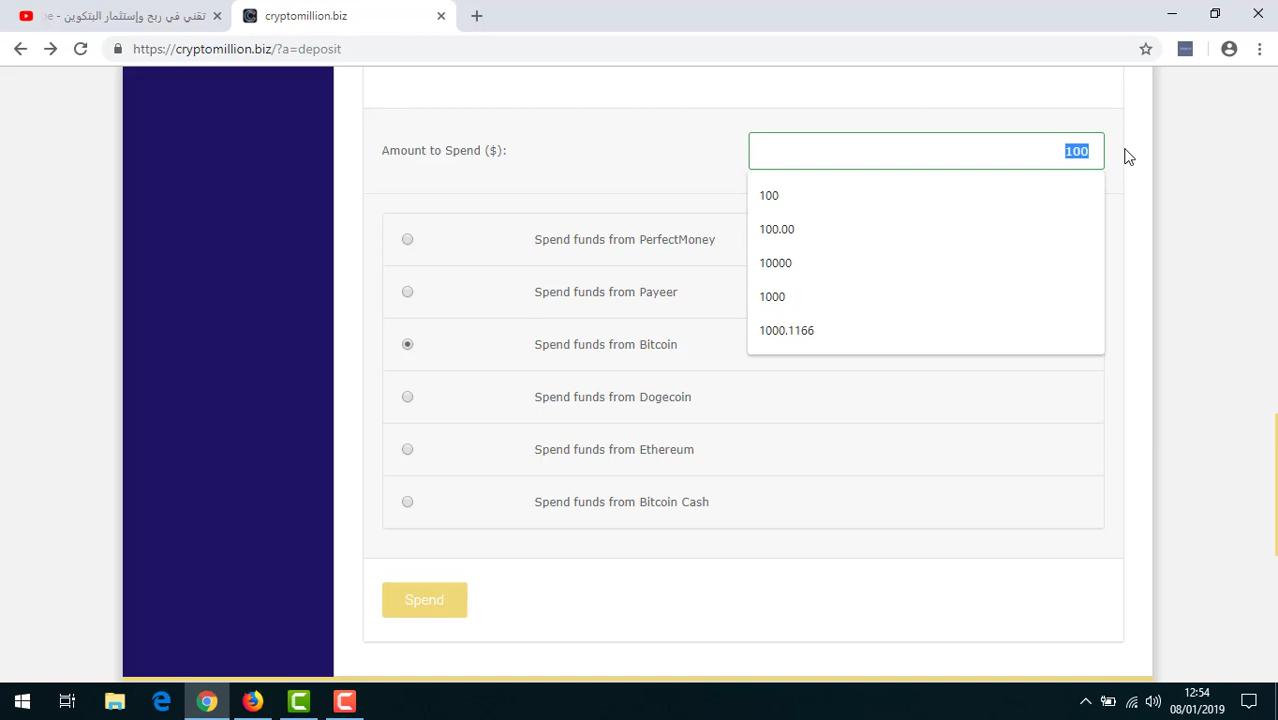 تقني في ربح وإستثمار البتكوين - be
cryptomillion.biz
https://cryptomillion.biz/?a=deposit
Amount to Spend ($):
100
100
100.00
10000
1000
1000.1166
Spend funds from PerfectMoney
Spend funds from Payeer
Spend funds from Bitcoin
Spend funds from Dogecoin
Spend funds from Ethereum
Spend funds from Bitcoin Cash
Spend
12:54
08/01/2019